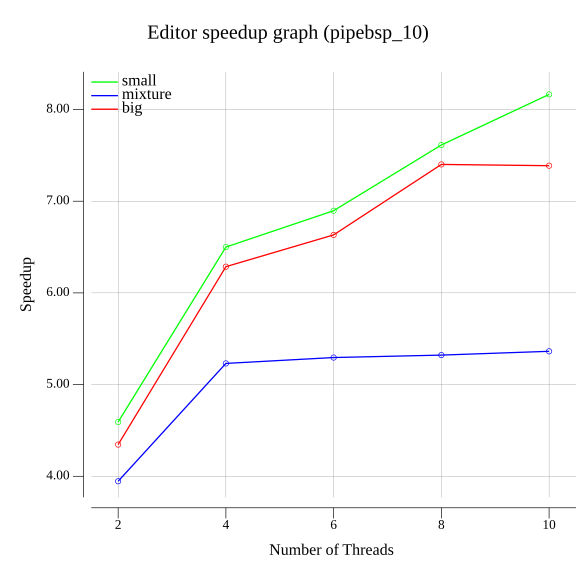 Editor speedup graph (pipebsp_10)
small
mixture
big
8.00
7.00
6.00
5.00
4.00
Speedup
2 4 6 8 10
Number of Threads